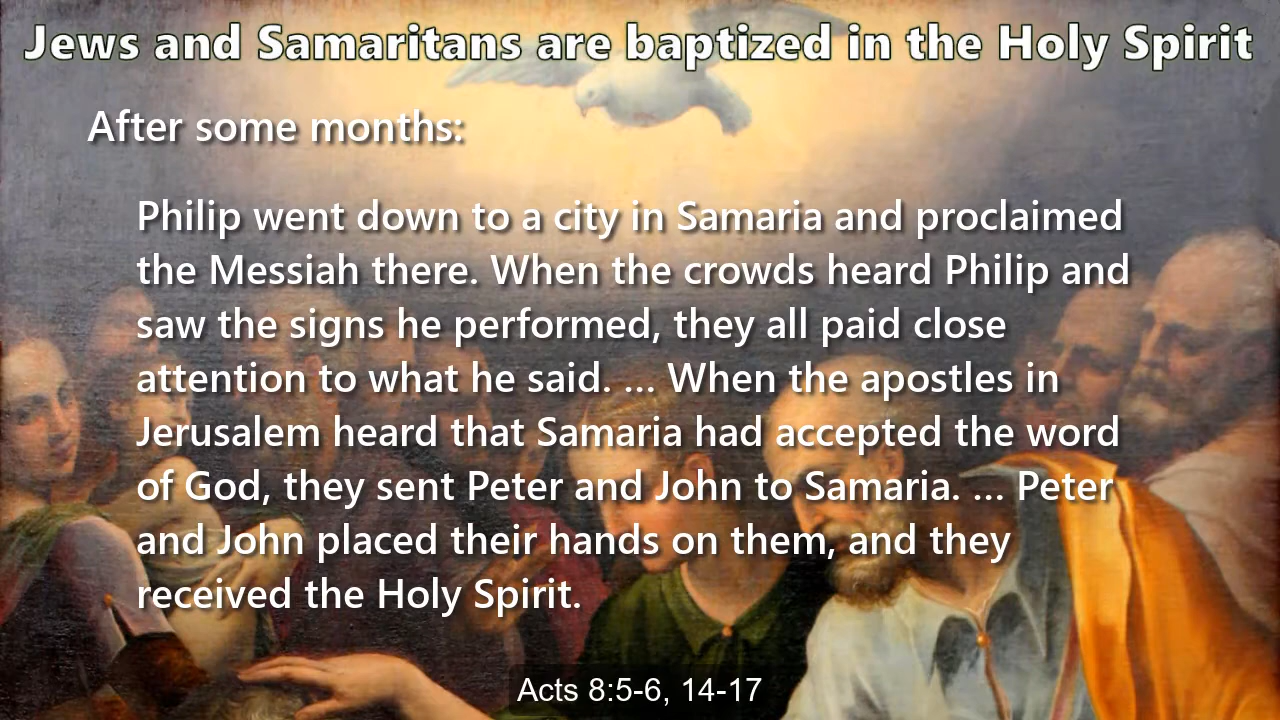 Jews and Samaritans are baptized in the Holy Spirit
After some months:
Philip went down to a city in Samaria and proclaimed
the Messiah there. When the crowds heard Philip and
saw the signs he performed, they all paid close
attention to what he said. … When the apostles in
Jerusalem heard that Samaria had accepted the word
of God, they sent Peter and John to Samaria. … Peter
and John placed their hands on them, and they
received the Holy Spirit.
Acts 8:5-6, 14-17